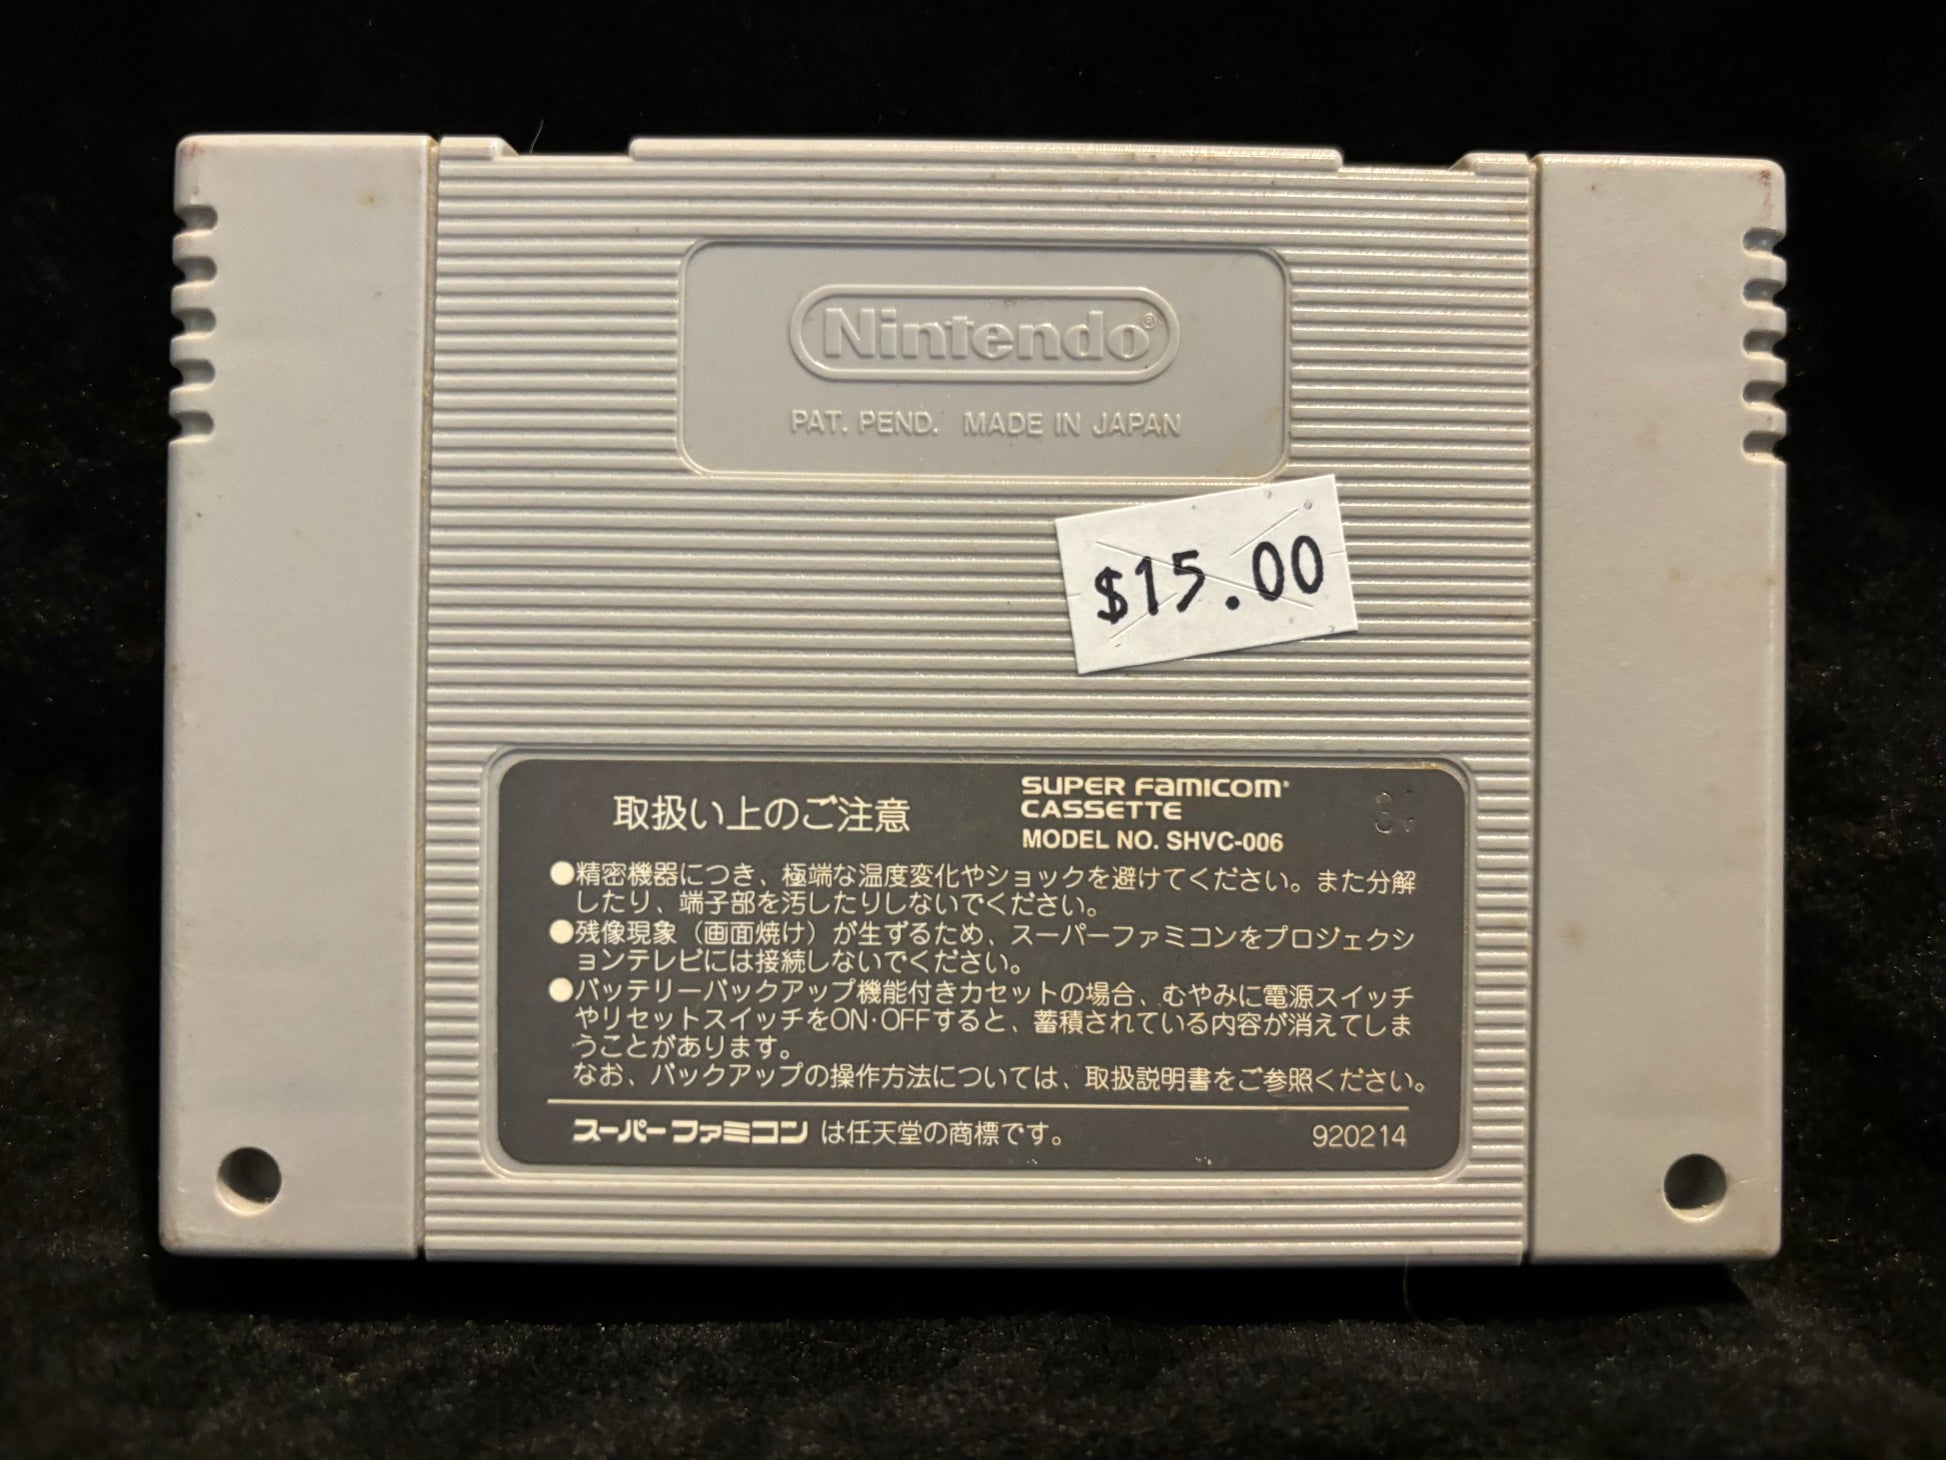 Nintendo®
PAT. PEND. MADE IN JAPAN
$15.00
取扱い上のご注意
SUPER FAMICOM®
CASSETTE
MODEL NO. SHVC-006
●精密機器につき、極端な温度変化やショックを避けてください。また分解
したり、端子部を汚したりしないでください。
●残像現象（画面焼け）が生ずるため、スーパーファミコンをプロジェクシ
ョンテレビには接続しないでください。
●バッテリーバックアップ機能付きカセットの場合、むやみに電源スイッチ
やリセットスイッチをON・OFFすると、蓄積されている内容が消えてしま
うことがあります。
なお、バックアップの操作方法については、取扱説明書をご参照ください。
スーパーファミコンは任天堂の商標です。
920214